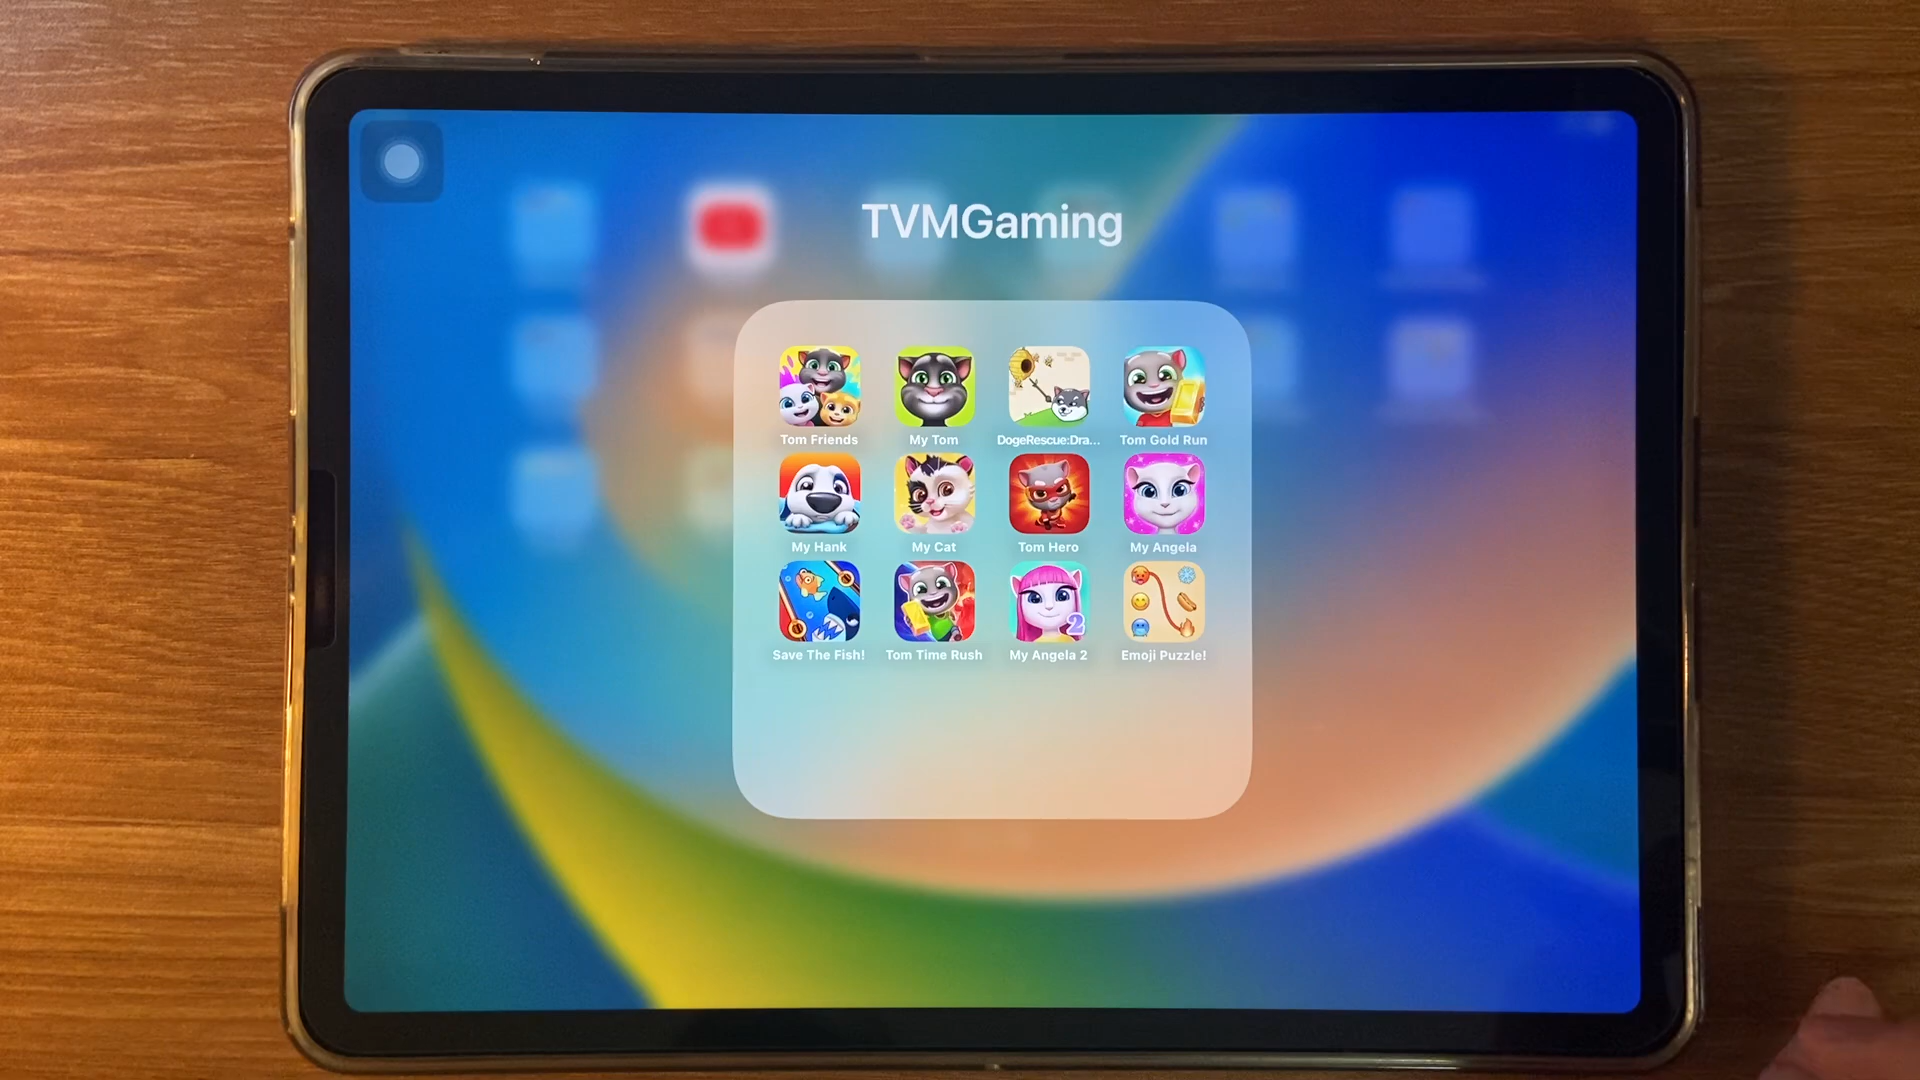 TVMGaming
Tom Friends
My Tom
DogeRescue:Dra...
Tom Gold Run
My Hank
My Cat
Tom Hero
My Angela
Save The Fish!
Tom Time Rush
2
My Angela 2
Emoji Puzzle!